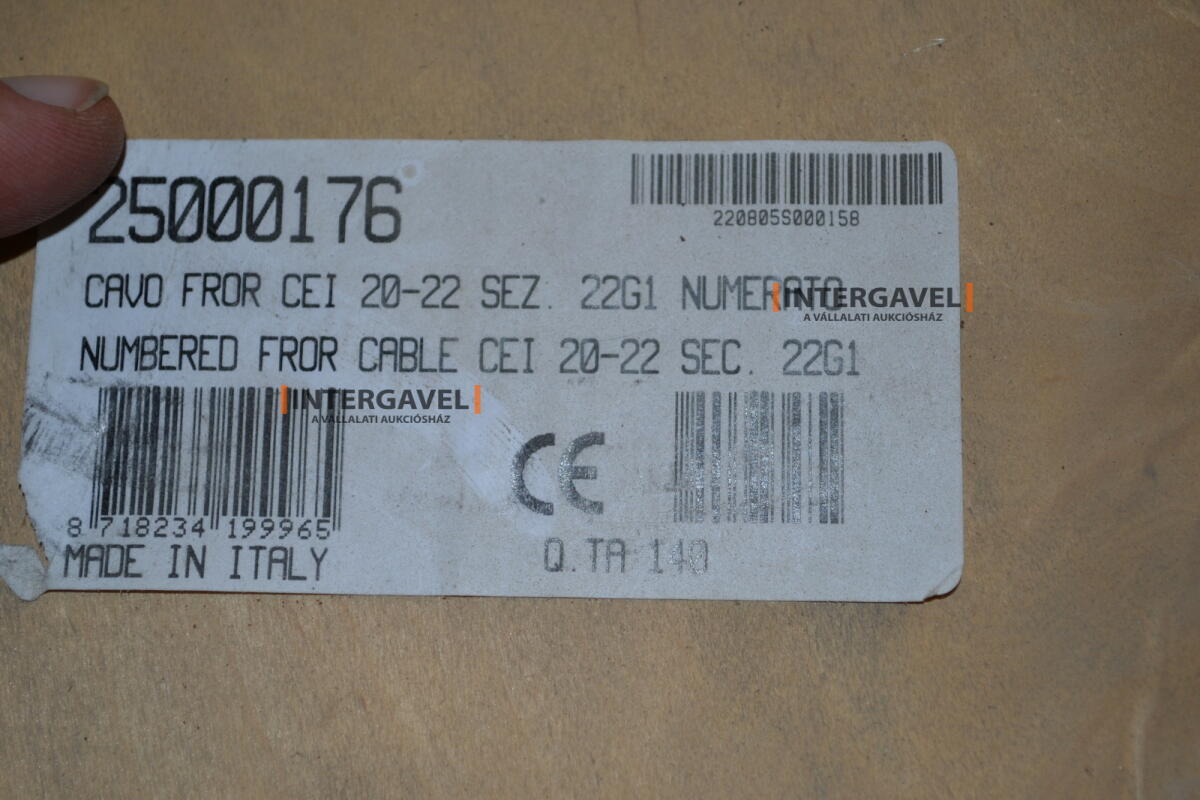 25000176
220805S000158
CAVO FROR CEI 20-22 SEZ. 22G1 NUMERATO
INTERGAVEL
A VÁLLALATI AUKCIÓSHÁZ
NUMBERED FROR CABLE CEI 20-22 SEC. 22G1
INTERGAVEL
A VÁLLALATI AUKCIÓSHÁZ
CE
8 718234 199965
MADE IN ITALY
Q.TA 140